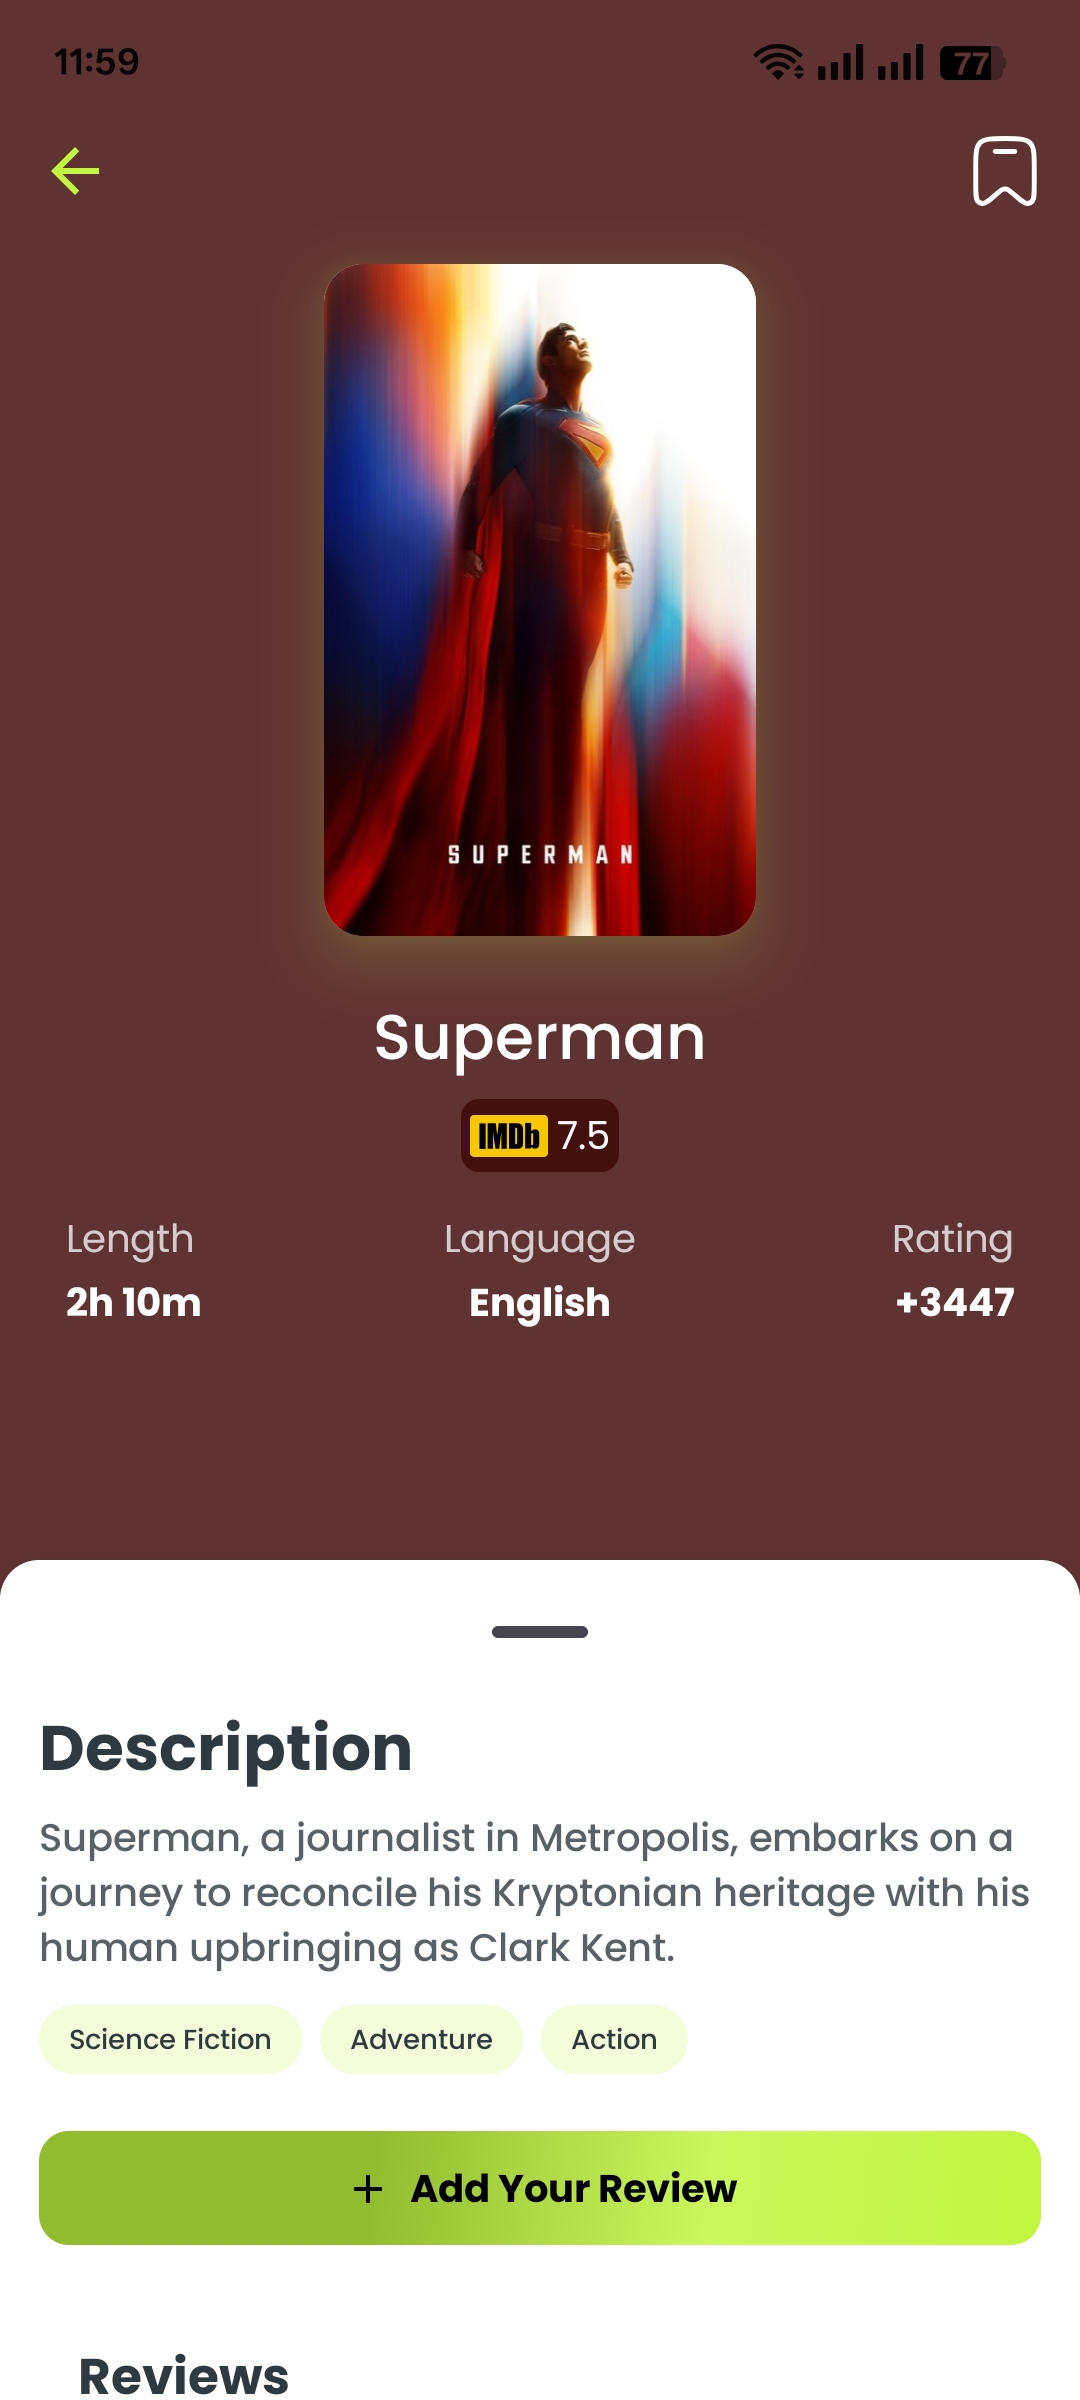 11:59
77
SUPERMAN
Superman
IMDb 7.5
Length Language Rating
2h 10m English +3447
Description
Superman, a journalist in Metropolis, embarks on a
journey to reconcile his Kryptonian heritage with his
human upbringing as Clark Kent.
Science Fiction Adventure Action
+ Add Your Review
Reviews